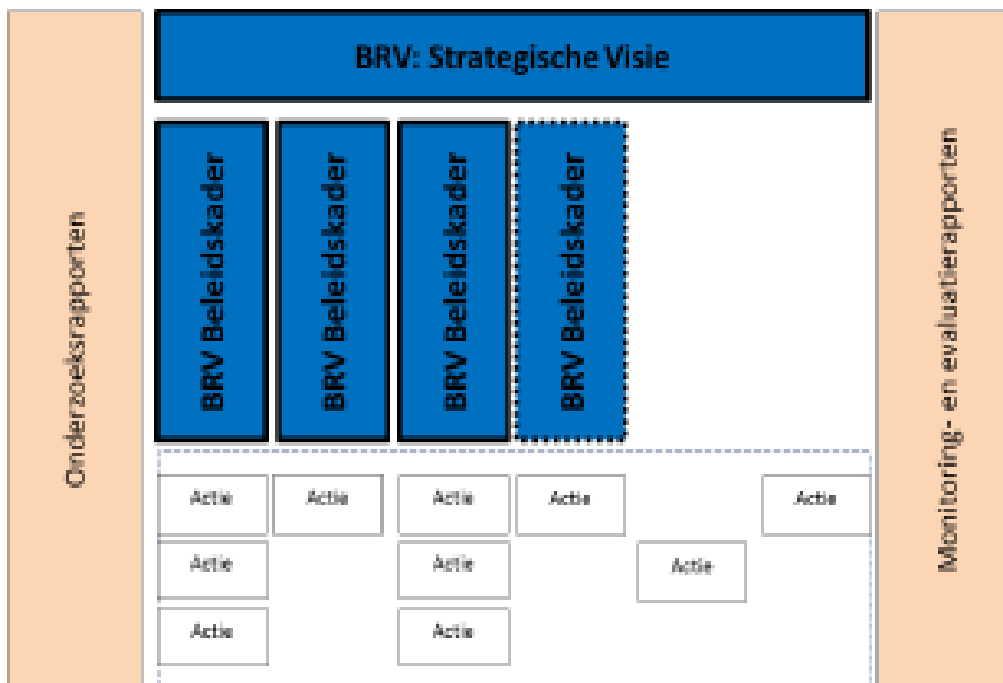 BRV: Strategische Visie
Onderzoeksrapporten
BRV Beleidskader
BRV Beleidskader
BRV Beleidskader
BRV Beleidskader
Monitoring- en evaluatierapporten
Actie
Actie
Actie
Actie
Actie
Actie
Actie
Actie
Actie
Actie